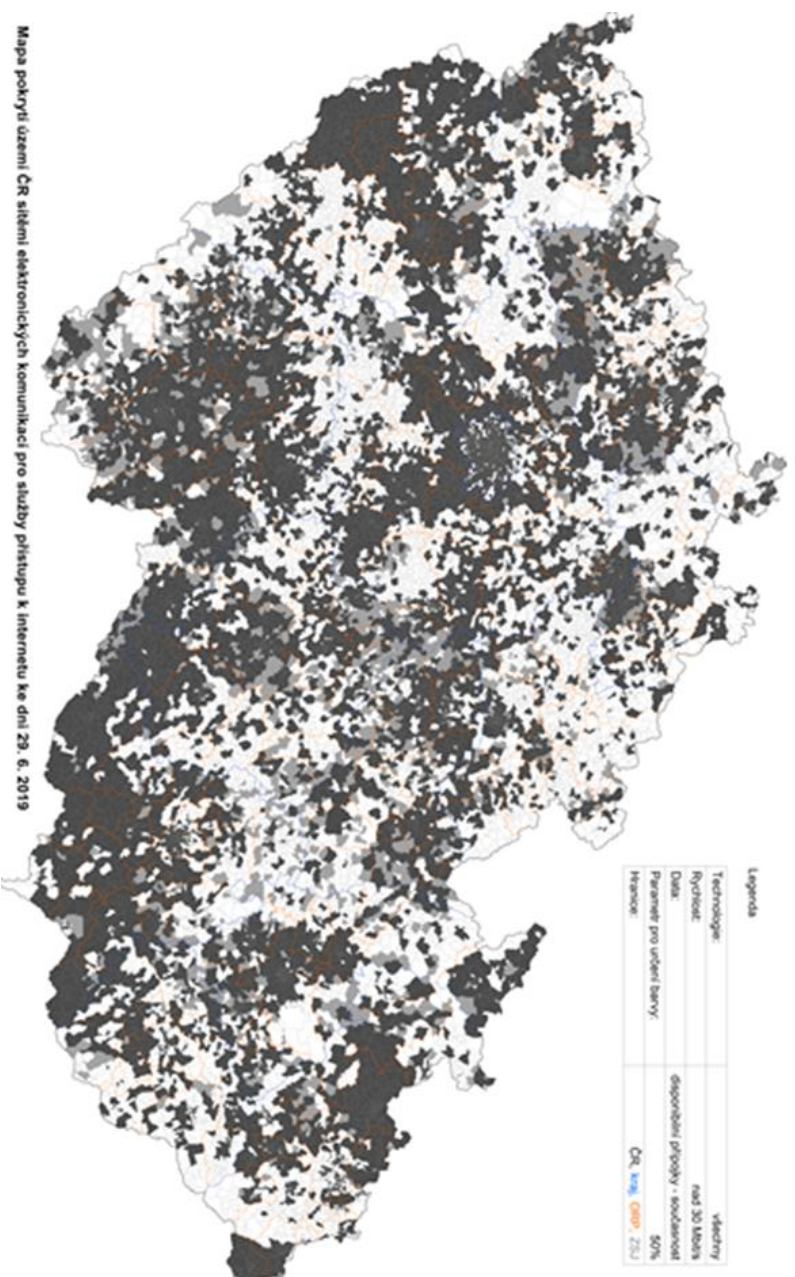 Mapa pokrytí území ČR sítěmi elektronických komunikací pro služby přístupu k internetu ke dni 29. 6. 2019
Legenda
Technologie: všechny
Rychlost: nad 30 Mbit/s
Data: disponibilní přípojky - současnost
Parametr pro určení barvy: 50%
Hranice: ČR, kraj, ORP, ZSJ